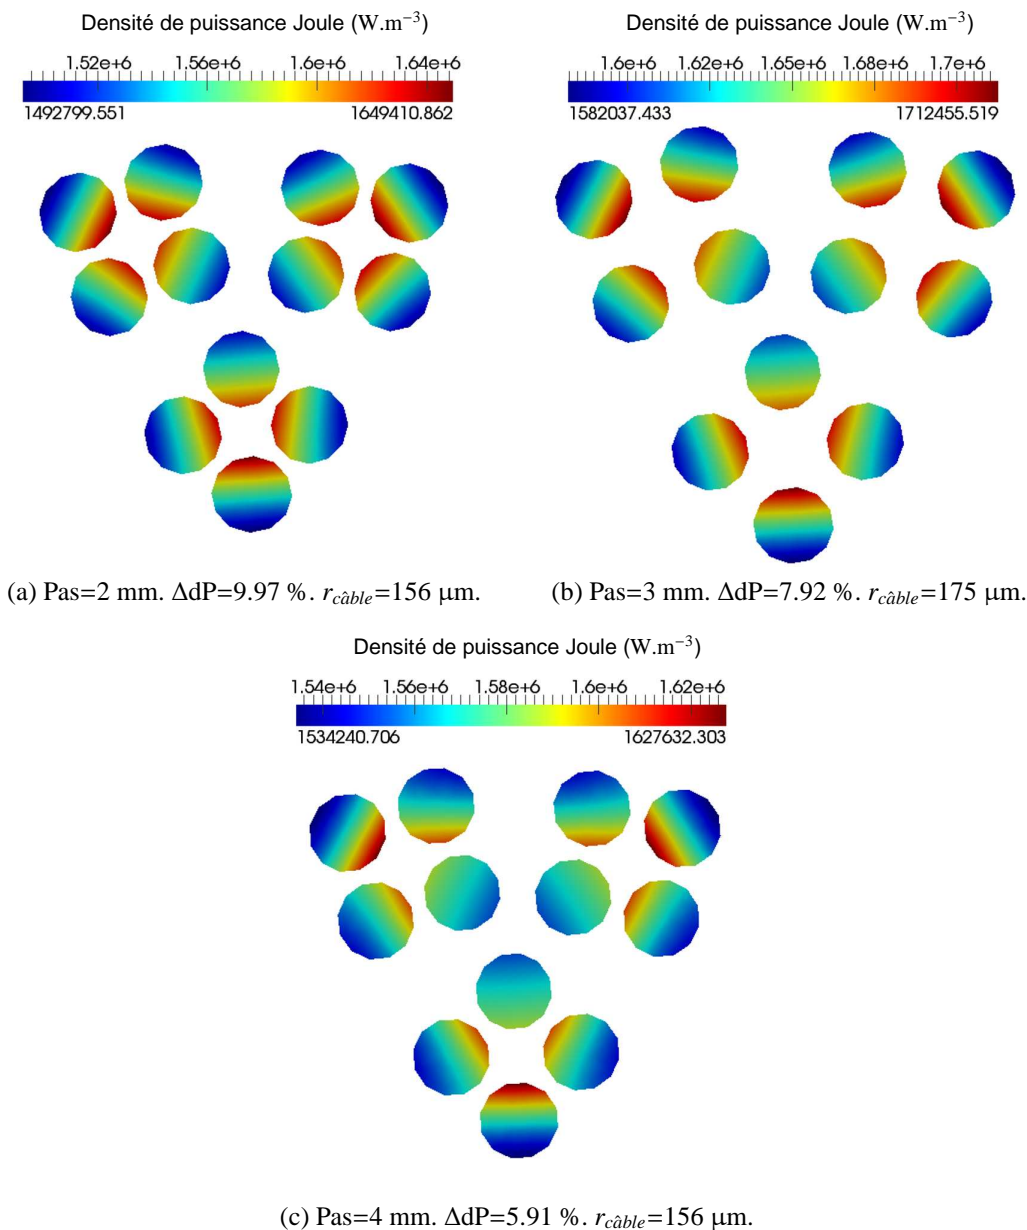 Densité de puissance Joule (W.m−3)
1.52e+6 1.56e+6 1.6e+6 1.64e+6
1492799.551 1649410.862
Densité de puissance Joule (W.m−3)
1.6e+6 1.62e+6 1.65e+6 1.68e+6 1.7e+6
1582037.433 1712455.519
(a) Pas=2 mm. ΔdP=9.97 %. rcâble=156 μm.
(b) Pas=3 mm. ΔdP=7.92 %. rcâble=175 μm.
Densité de puissance Joule (W.m−3)
1.54e+6 1.56e+6 1.58e+6 1.6e+6 1.62e+6
1534240.706 1627632.303
(c) Pas=4 mm. ΔdP=5.91 %. rcâble=156 μm.